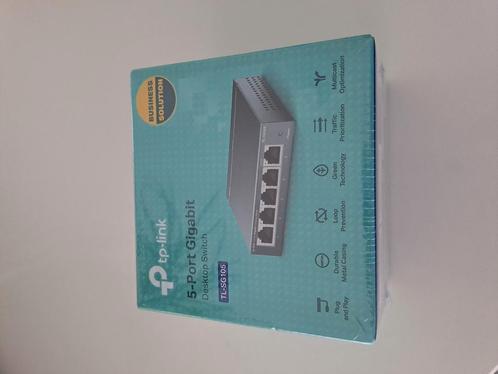 BUSINESS
SOLUTION
tp-link
5-Port Gigabit
Desktop Switch
TL-SG105
Plug
and Play
Durable
Metal Casing
Loop
Prevention
Green
Technology
Traffic
Prioritization
Multicast
Optimization